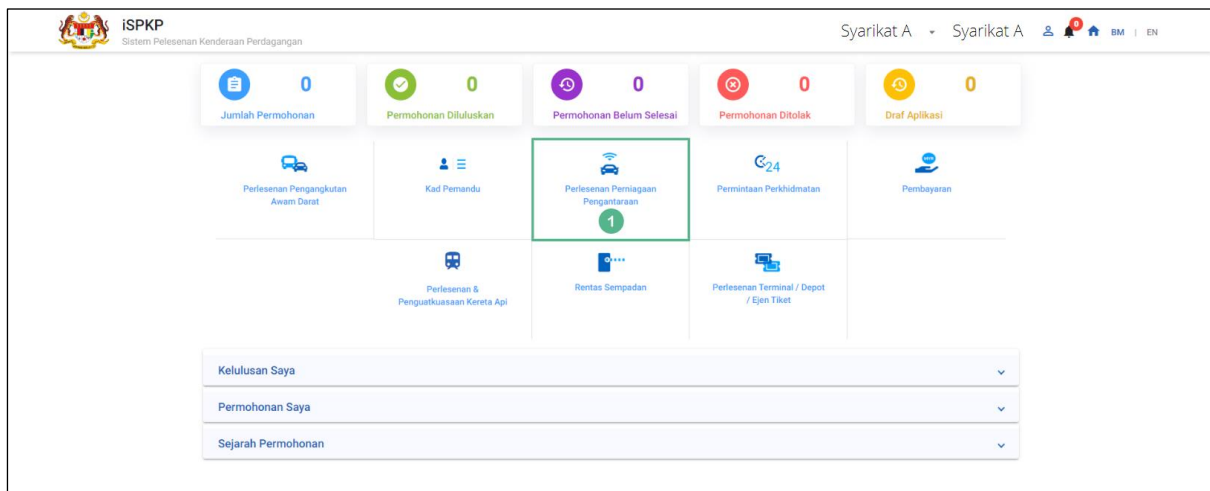 iSPKP
Sistem Pelesenan Kenderaan Perdagangan
Syarikat A Syarikat A 0 BM | EN
0 0 0 0 0
Jumlah Permohonan Permohonan Diluluskan Permohonan Belum Selesai Permohonan Ditolak Draf Aplikasi
24
Perlesenan Pengangkutan Awam Darat
Kad Pemandu
Perlesenan Perniagaan
Pengantaraan
1
Permintaan Perkhidmatan
Pembayaran
Perlesenan &
Penguatkuasaan Kereta Api
Rentas Sempadan
Perlesenan Terminal / Depot
/ Ejen Tiket
Kelulusan Saya
Permohonan Saya
Sejarah Permohonan